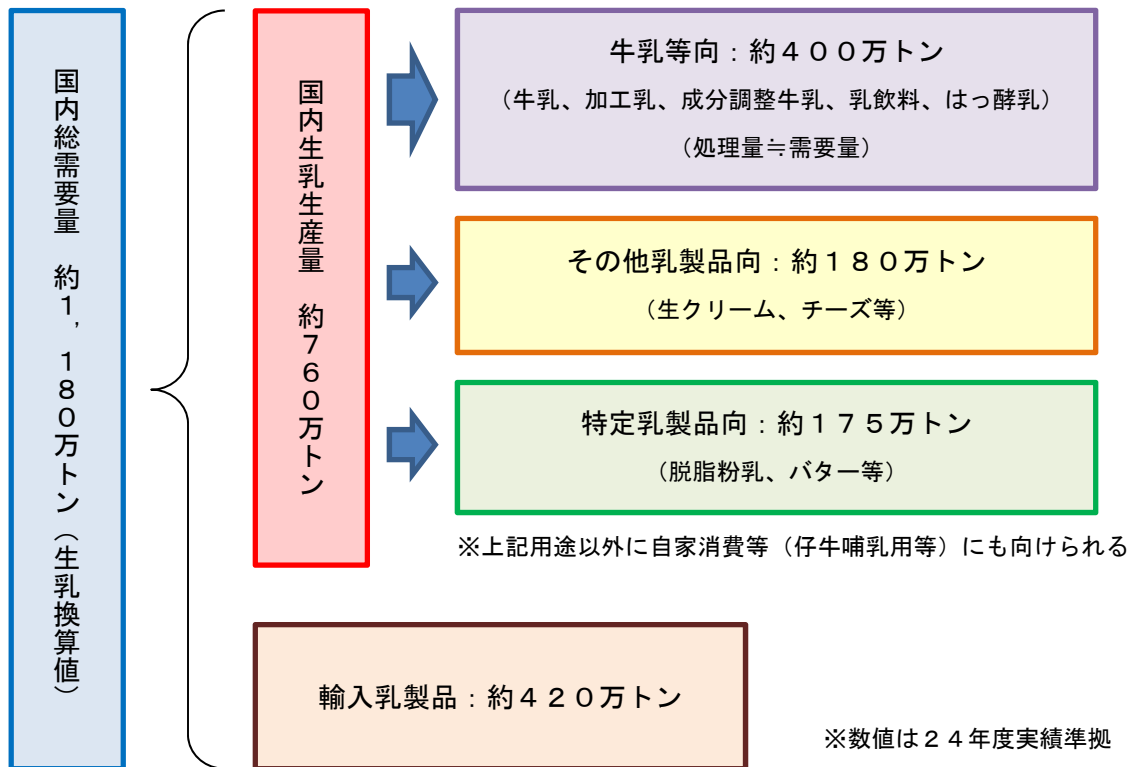 国内総需要量　約１，１８０万トン（生乳換算値）
国内生乳生産量　約７６０万トン
牛乳等向：約４００万トン
（牛乳、加工乳、成分調整牛乳、乳飲料、はっ酵乳）
（処理量≒需要量）
その他乳製品向：約１８０万トン
（生クリーム、チーズ等）
特定乳製品向：約１７５万トン
（脱脂粉乳、バター等）
※上記用途以外に自家消費等（仔牛哺乳用等）にも向けられる
輸入乳製品：約４２０万トン
※数値は２４年度実績準拠